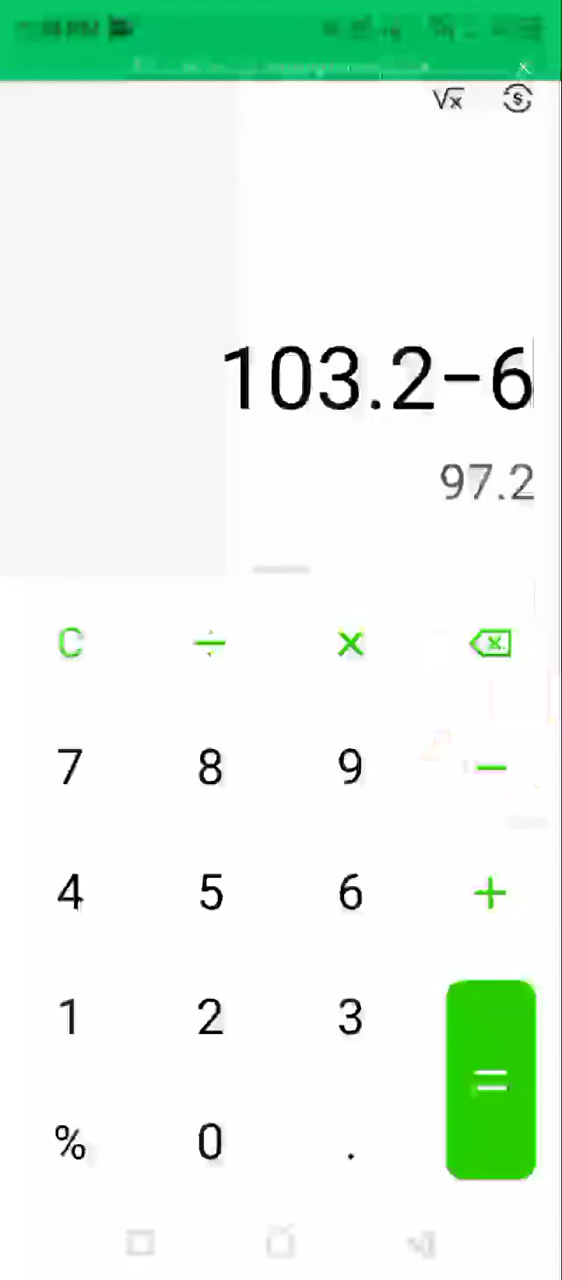 √x S
103.2−6
97.2
C ÷ ×
7 8 9 −
4 5 6 +
1 2 3 =
% 0 .